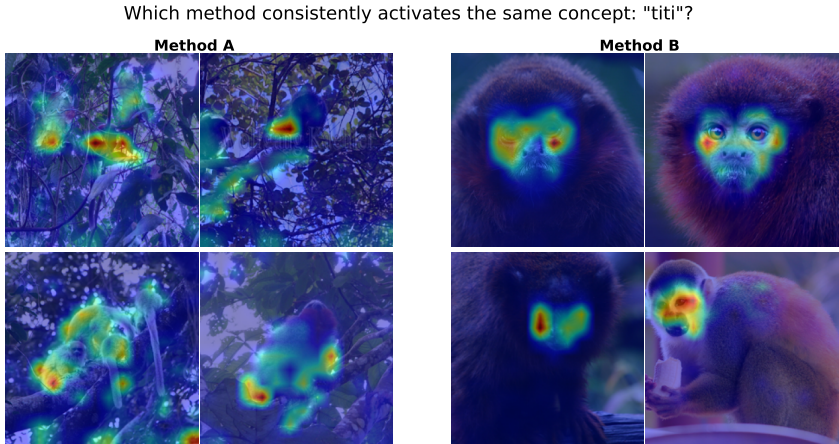 Which method consistently activates the same concept: "titi"?
Method A
Method B